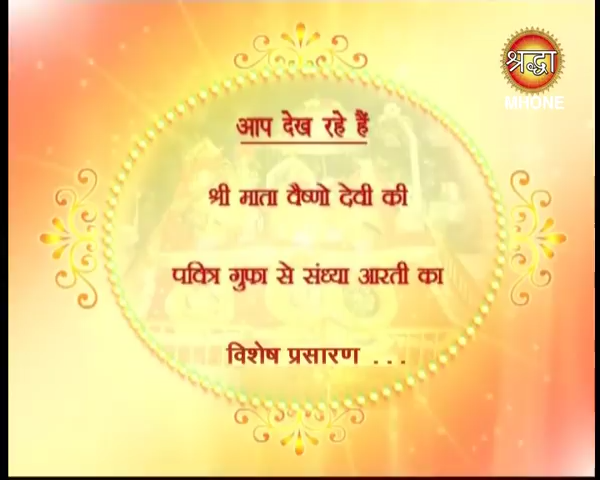 श्रद्धा
MHONE
आप देख रहे हैं
श्री माता वैष्णो देवी की
पवित्र गुफा से संध्या आरती का
विशेष प्रसारण ...